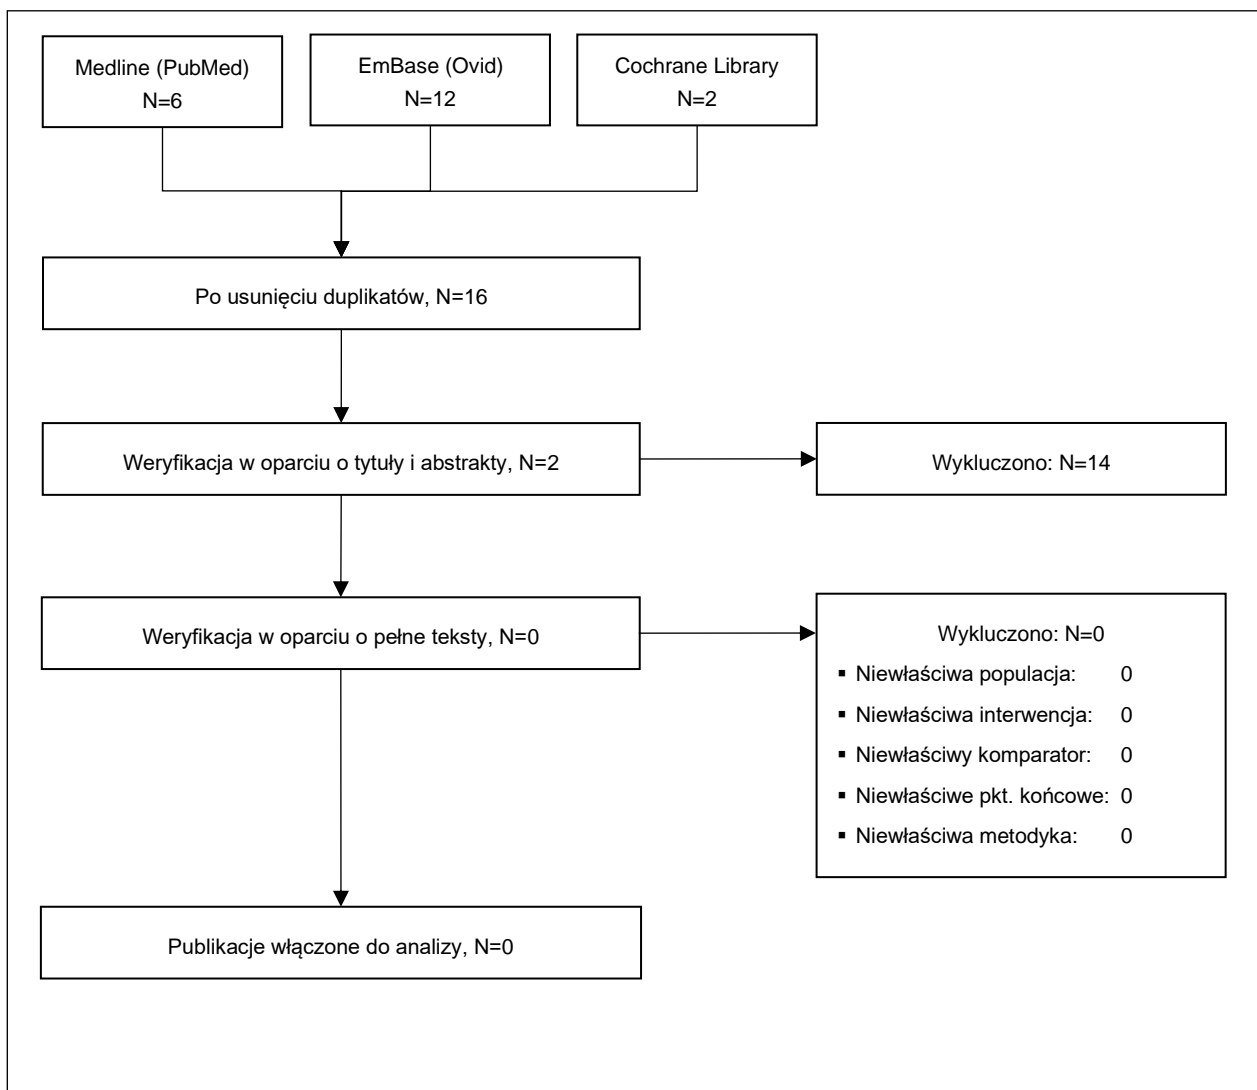 Medline (PubMed)
N=6
EmBase (Ovid)
N=12
Cochrane Library
N=2
Po usunięciu duplikatów, N=16
Weryfikacja w oparciu o tytuły i abstrakty, N=2
Wykluczono: N=14
Weryfikacja w oparciu o pełne teksty, N=0
Wykluczono: N=0
▪ Niewłaściwa populacja: 0
▪ Niewłaściwa interwencja: 0
▪ Niewłaściwy komparator: 0
▪ Niewłaściwe pkt. końcowe: 0
▪ Niewłaściwa metodyka: 0
Publikacje włączone do analizy, N=0